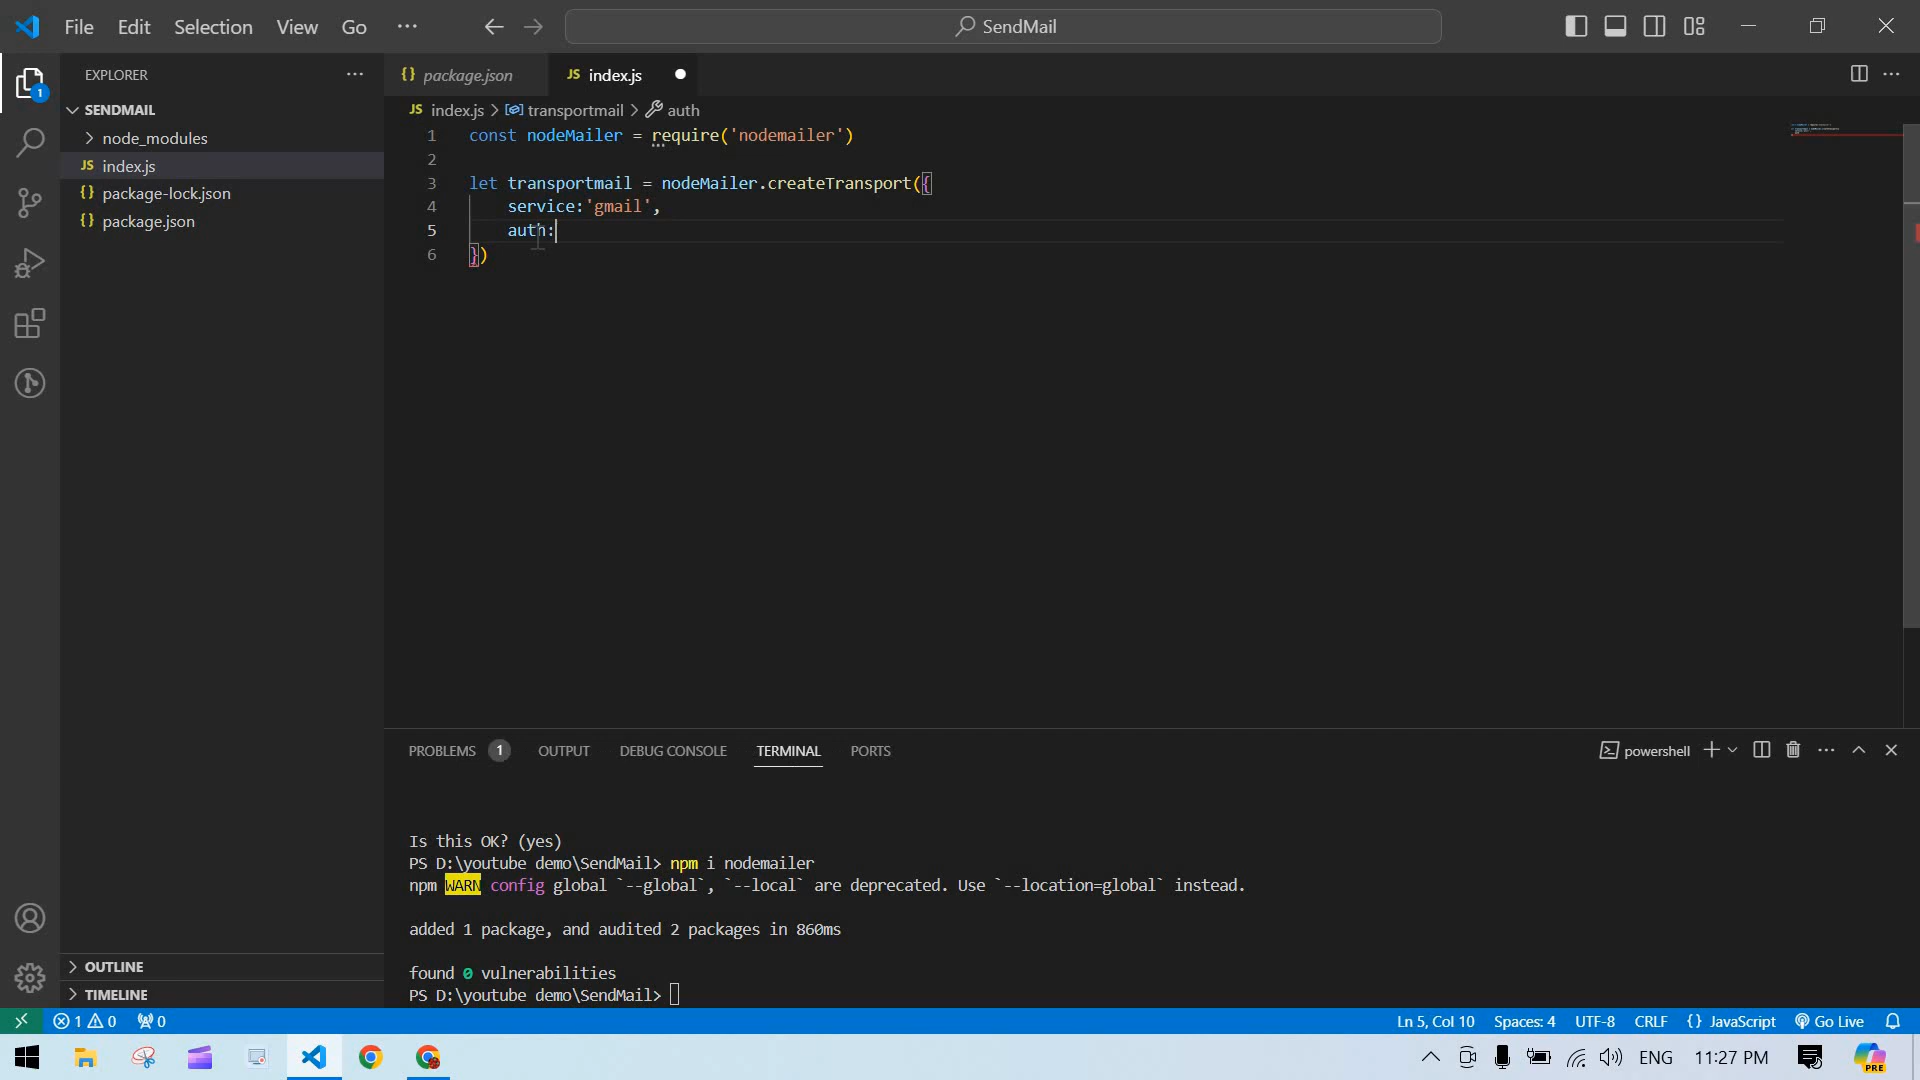 File Edit Selection View Go ···
SendMail
EXPLORER
SENDMAIL
node_modules
JS index.js
{} package-lock.json
{} package.json
OUTLINE
TIMELINE
1
{} package.json
JS index.js
JS index.js > transportmail > auth
1 const nodeMailer = require('nodemailer')
2
3 let transportmail = nodeMailer.createTransport({
4 service:'gmail',
5 auth:
6 })
PROBLEMS 1 OUTPUT DEBUG CONSOLE TERMINAL PORTS
powershell
Is this OK? (yes)
PS D:\youtube demo\SendMail> npm i nodemailer
npm WARN config global `--global`, `--local` are deprecated. Use `--location=global` instead.
added 1 package, and audited 2 packages in 860ms
found 0 vulnerabilities
PS D:\youtube demo\SendMail>
1 0 0
Ln 5, Col 10 Spaces: 4 UTF-8 CRLF {} JavaScript Go Live
ENG 11:27 PM
PRE